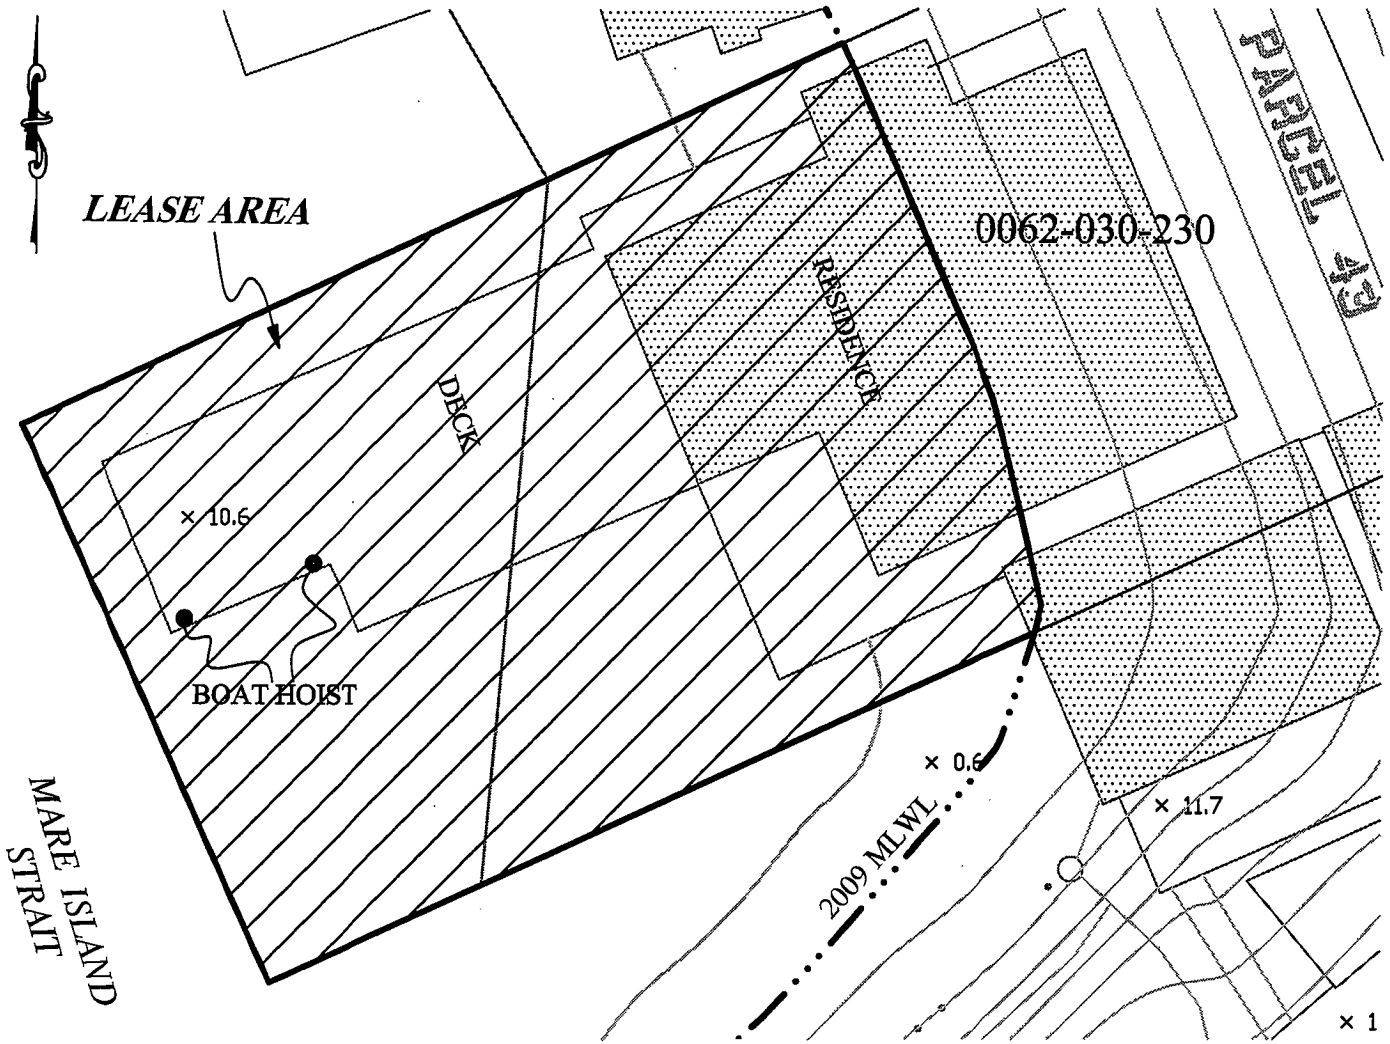 PARCEL 49
LEASE AREA
0062-030-230
RESIDENCE
DECK
× 10.6
BOAT HOIST
× 0.6
2009 MLWL
× 11.7
MARE ISLAND
STRAIT
× 1